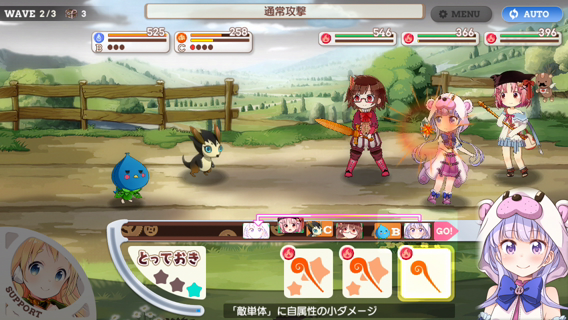 WAVE 2/3 3
通常攻撃
MENU
AUTO
525
B
258
C
546
366
396
C
B
GO!
とっておき
SUPPORT
「敵単体」に自属性の小ダメージ